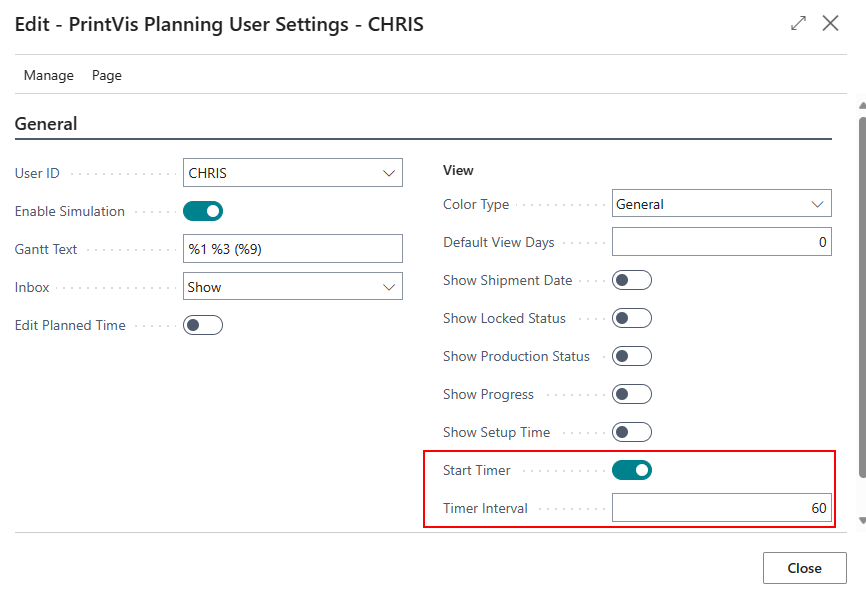 Edit - PrintVis Planning User Settings - CHRIS
Manage Page
General
User ID CHRIS
Enable Simulation
Gantt Text %1 %3 (%9)
Inbox Show
Edit Planned Time
View
Color Type General
Default View Days 0
Show Shipment Date
Show Locked Status
Show Production Status
Show Progress
Show Setup Time
Start Timer
Timer Interval 60
Close